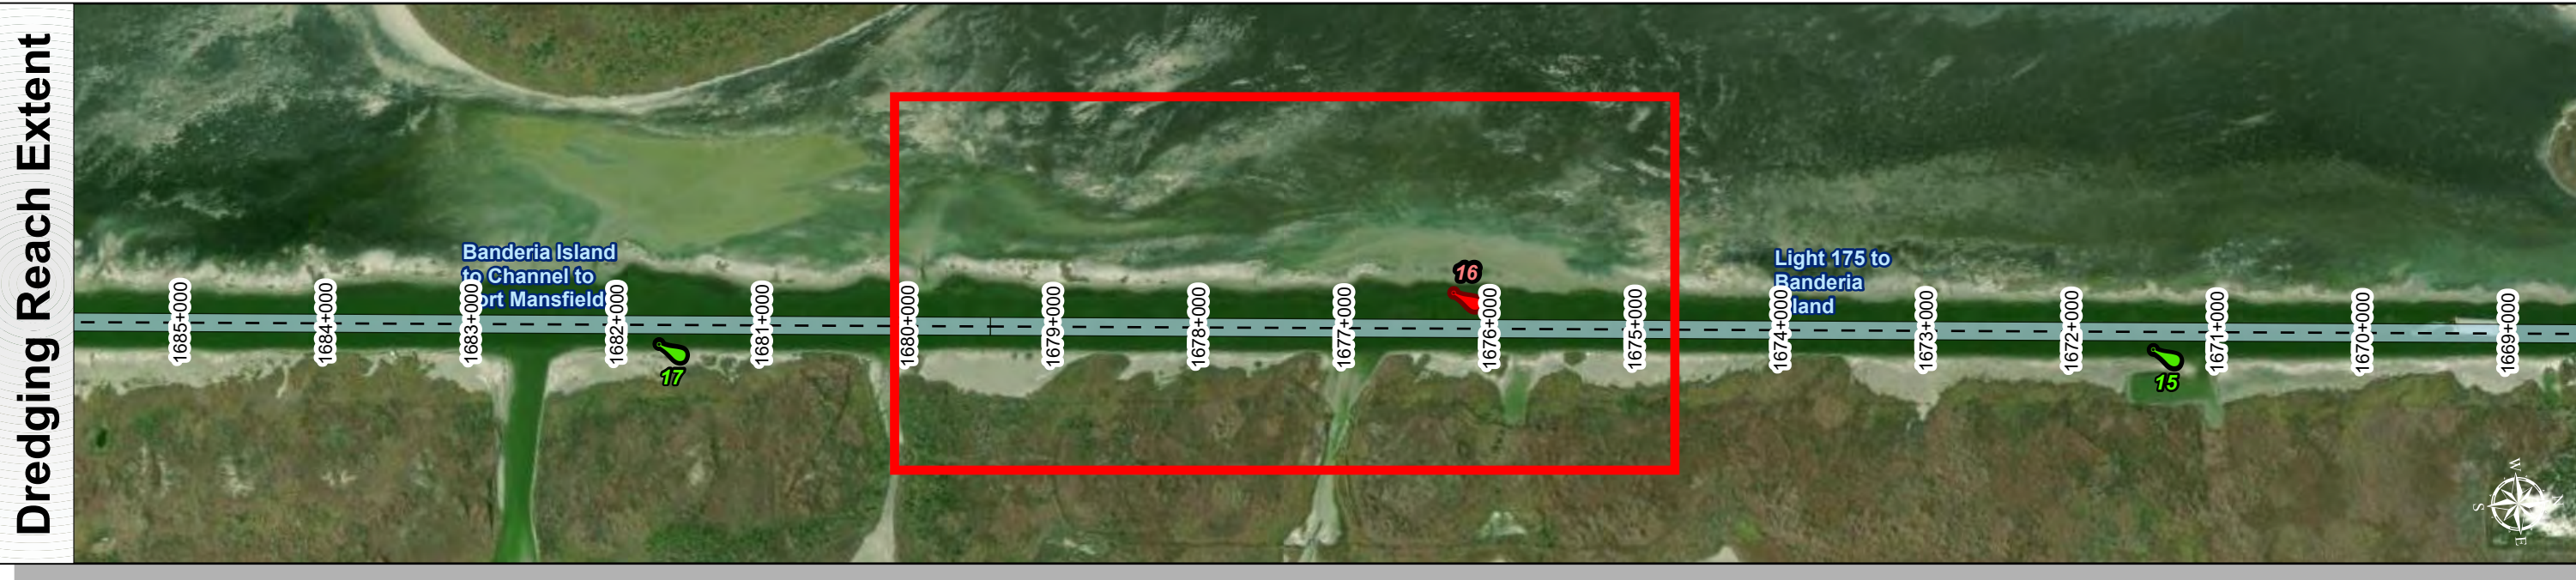 Dredging Reach Extent
Banderia Island
to Channel to
ort Mansfield
Light 175 to
Banderia
land
16
17
15
1685+000
1684+000
1683+000
1682+000
1681+000
1680+000
1679+000
1678+000
1677+000
1676+000
1675+000
1674+000
1673+000
1672+000
1671+000
1670+000
1669+000
W
N
S
E